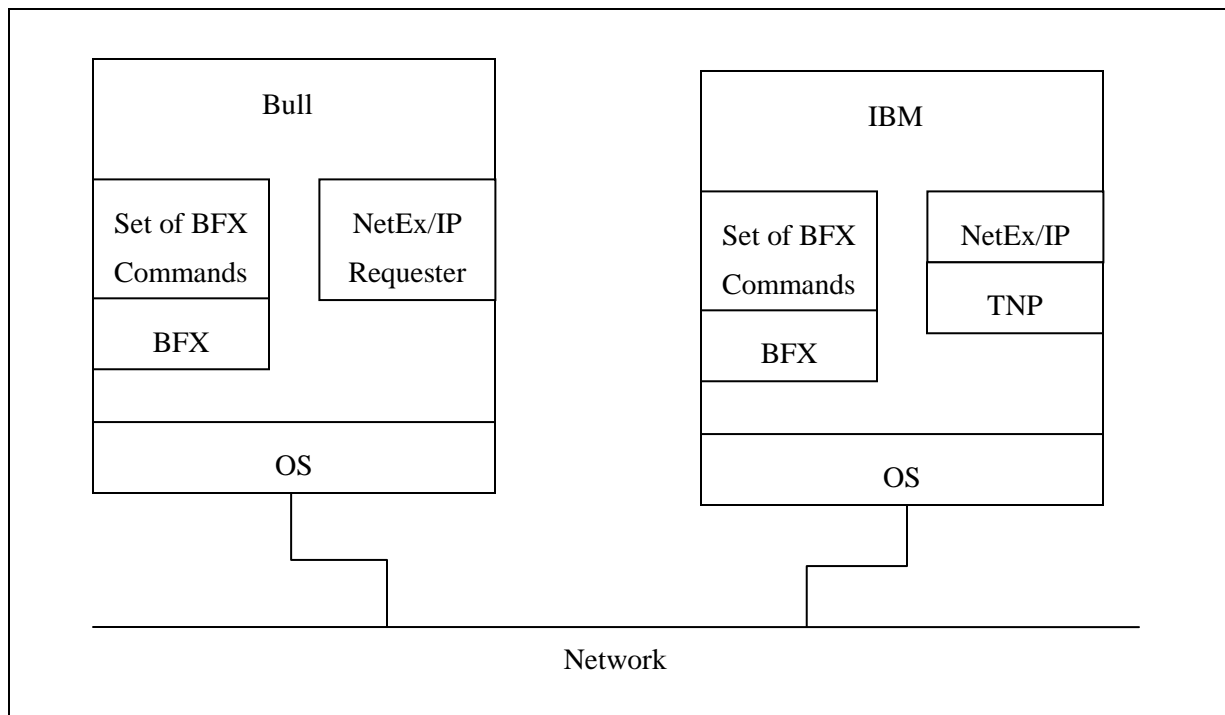 Bull
Set of BFX
Commands
BFX
NetEx/IP
Requester
OS
IBM
Set of BFX
Commands
BFX
NetEx/IP
TNP
OS
Network